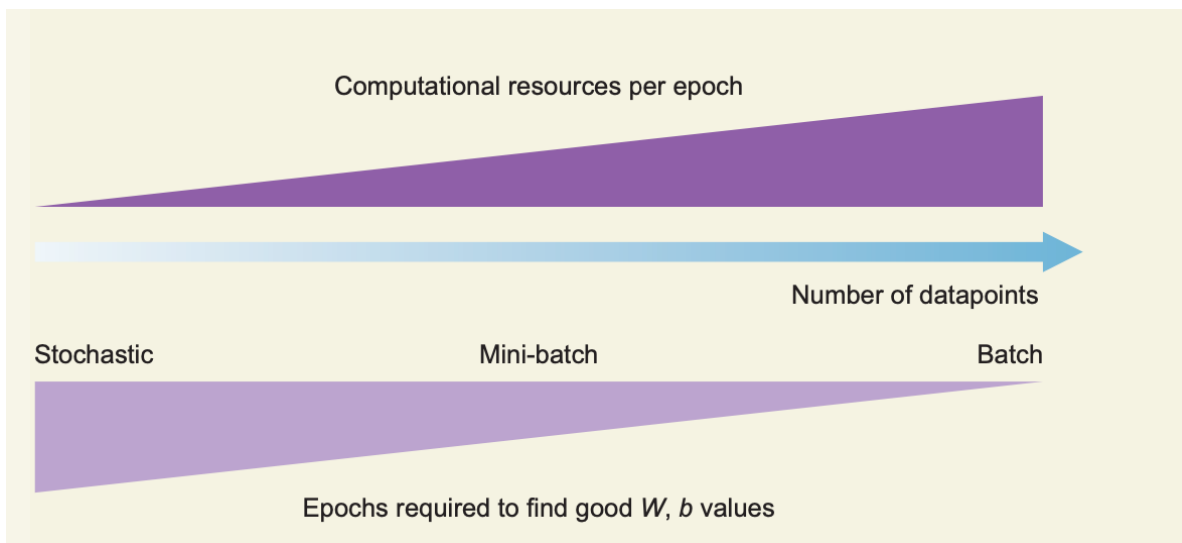 Computational resources per epoch
Number of datapoints
Stochastic Mini-batch Batch
Epochs required to find good W, b values